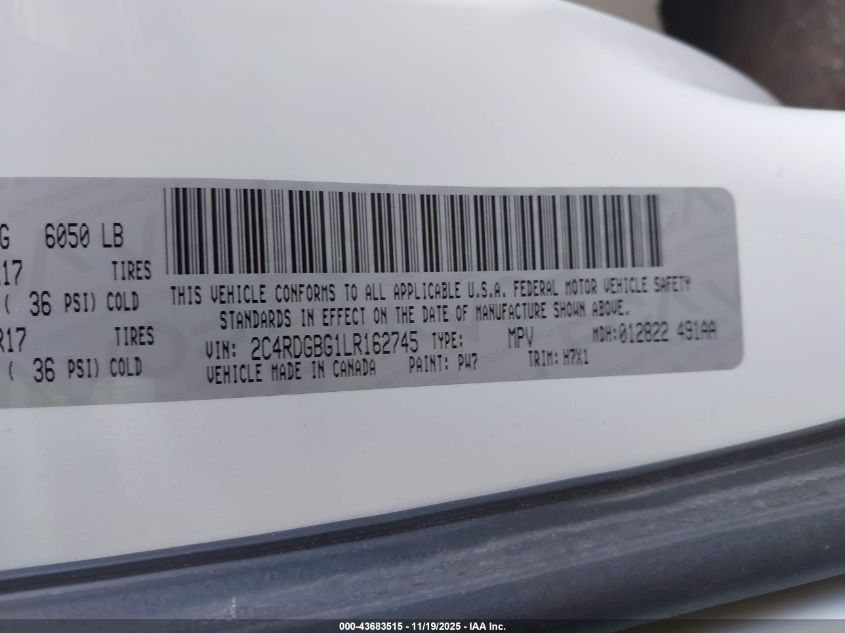 G 6050 LB
R17 TIRES
( 36 PSI) COLD
R17 TIRES
( 36 PSI) COLD
THIS VEHICLE CONFORMS TO ALL APPLICABLE U.S.A. FEDERAL MOTOR VEHICLE SAFETY
STANDARDS IN EFFECT ON THE DATE OF MANUFACTURE SHOWN ABOVE.
VIN: 2C4RDGBG1LR162745 TYPE: MPV MDH:012822 491AA
VEHICLE MADE IN CANADA PAINT: PW7 TRIM: H7X1
000-43683515 - 11/19/2025 - IAA Inc.